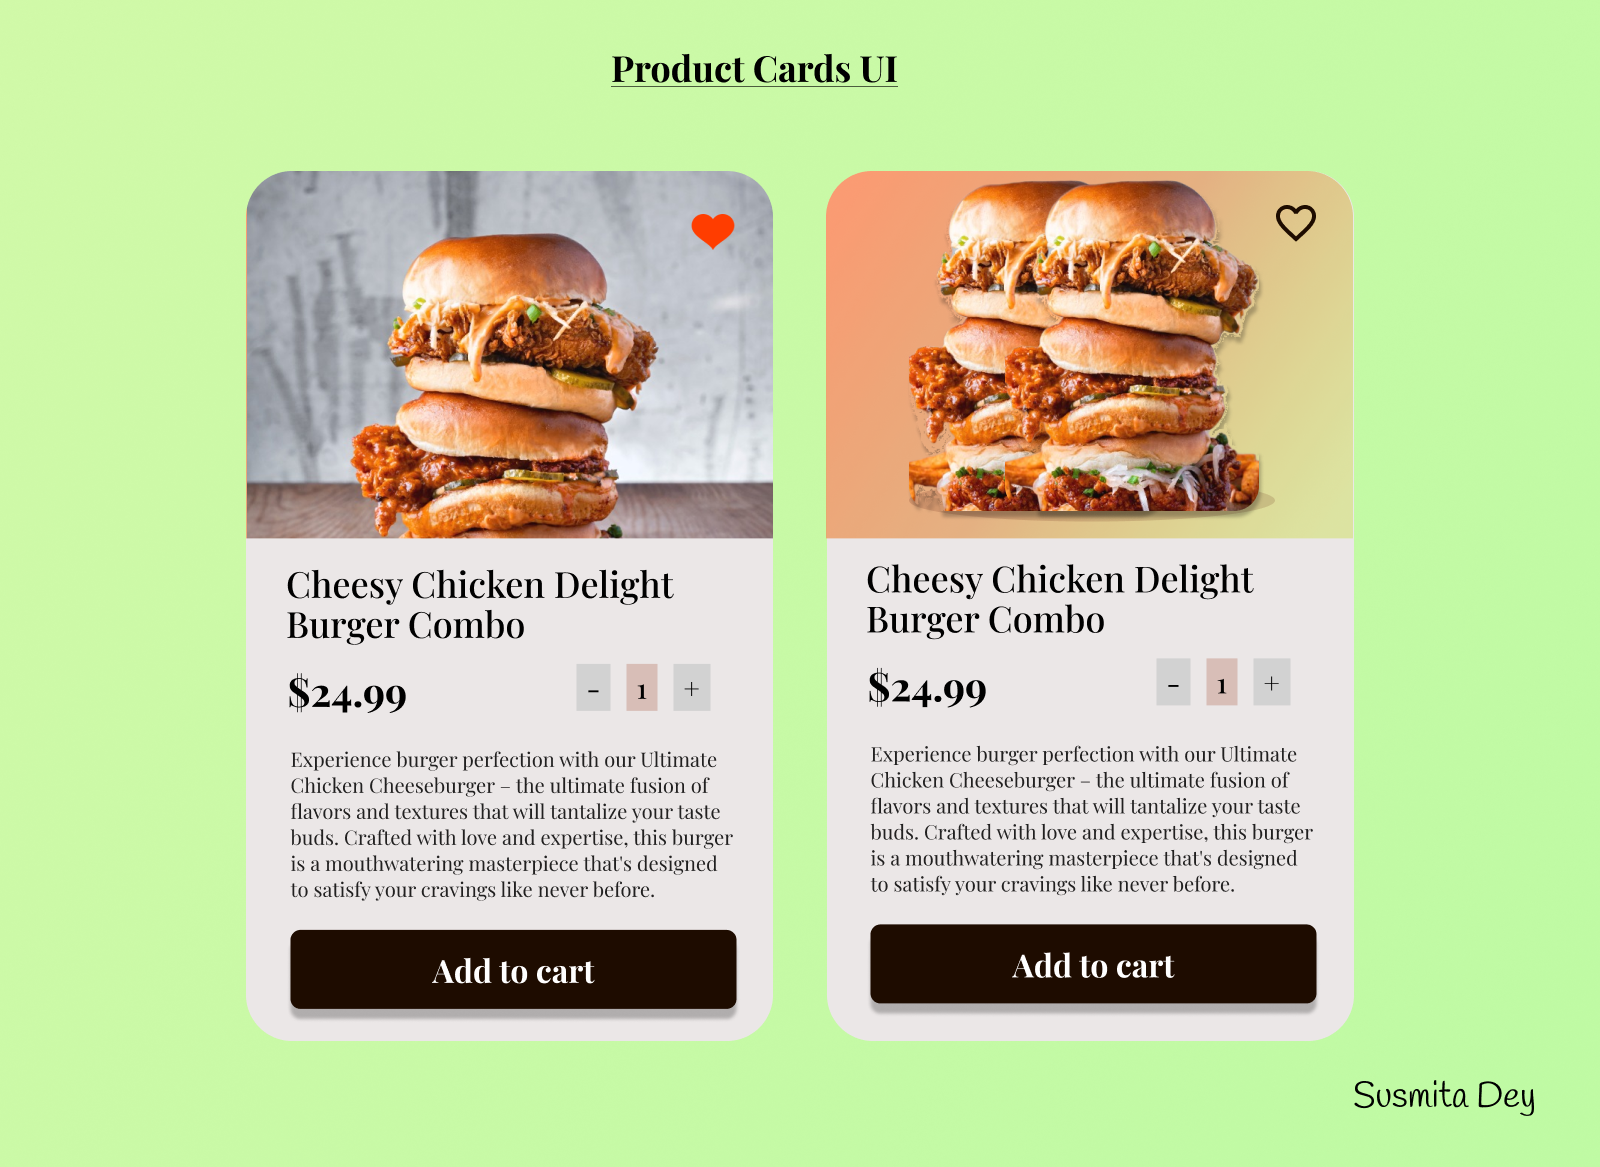 Product Cards UI
Cheesy Chicken Delight
Burger Combo
$24.99
- 1 +
Experience burger perfection with our Ultimate
Chicken Cheeseburger – the ultimate fusion of
flavors and textures that will tantalize your taste
buds. Crafted with love and expertise, this burger
is a mouthwatering masterpiece that's designed
to satisfy your cravings like never before.
Add to cart
Cheesy Chicken Delight
Burger Combo
$24.99
- 1 +
Experience burger perfection with our Ultimate
Chicken Cheeseburger – the ultimate fusion of
flavors and textures that will tantalize your taste
buds. Crafted with love and expertise, this burger
is a mouthwatering masterpiece that's designed
to satisfy your cravings like never before.
Add to cart
Susmita Dey